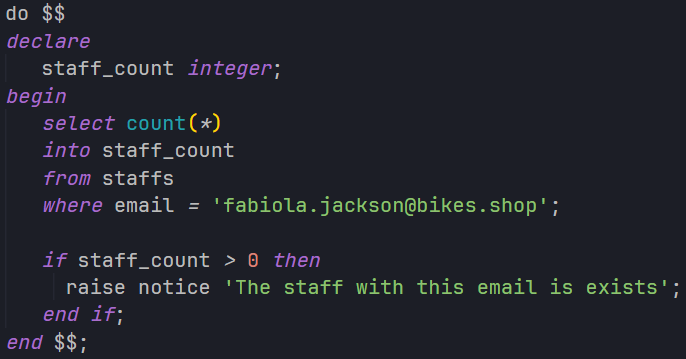 do $$
declare
   staff_count integer;
begin
   select count(*)
   into staff_count
   from staffs
   where email = 'fabiola.jackson@bikes.shop';

   if staff_count > 0 then
     raise notice 'The staff with this email is exists';
   end if;
end $$;